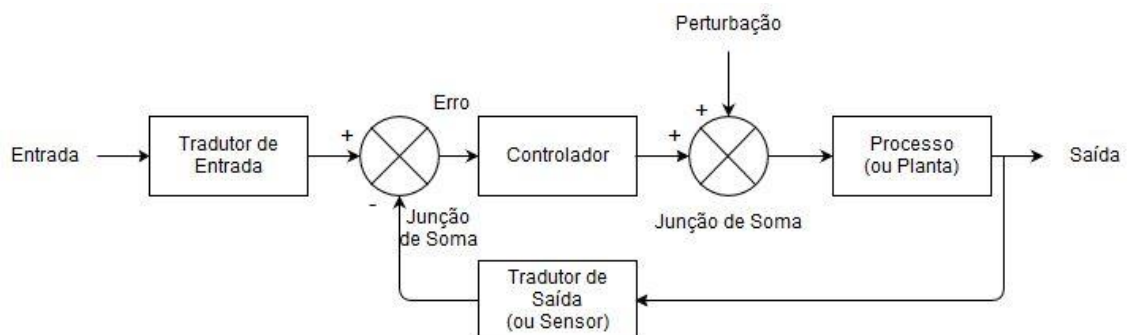 Perturbação
Erro
+
+
+
Entrada
Tradutor de
Entrada
Controlador
Processo
(ou Planta)
Saída
-
Junção
de Soma
Junção de Soma
Tradutor de
Saída
(ou Sensor)